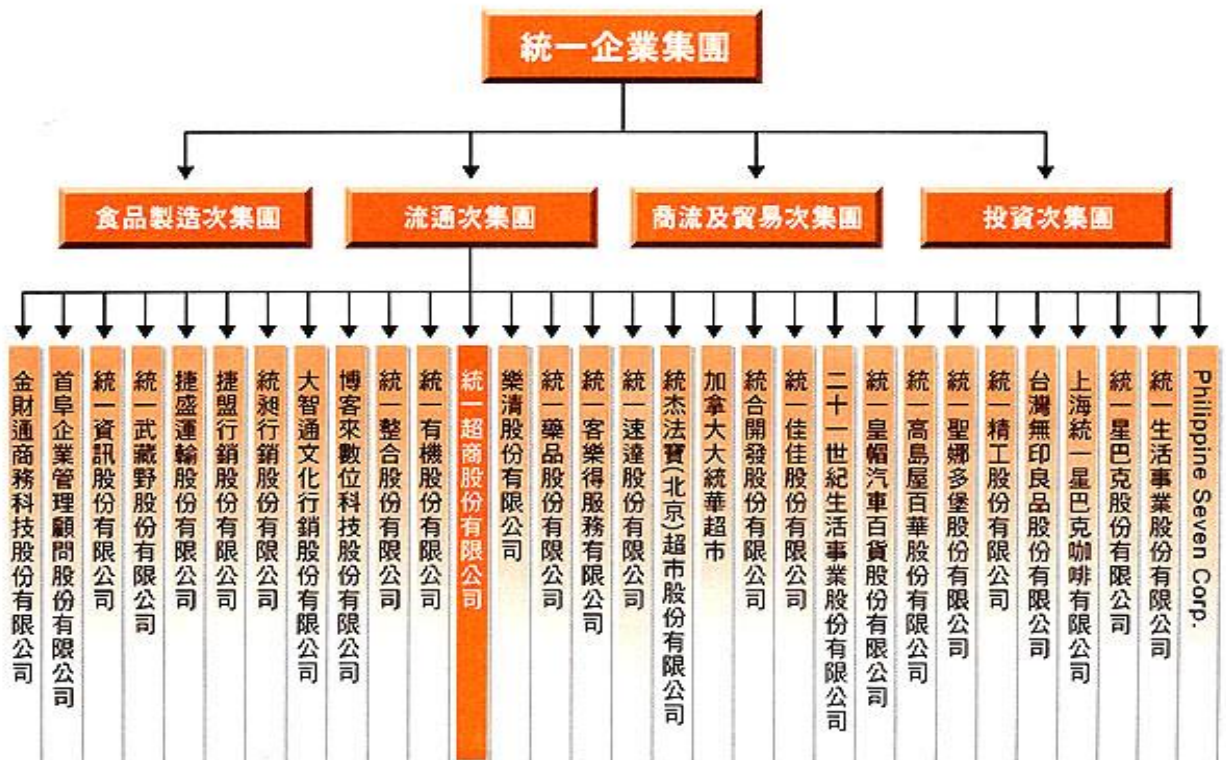 統一企業集團
食品製造次集團
流通次集團
商流及貿易次集團
投資次集團
金財通商務科技股份有限公司
首阜企業管理顧問股份有限公司
統一資訊股份有限公司
統一武藏野股份有限公司
捷盛運輸股份有限公司
捷盟行銷股份有限公司
統昶行銷股份有限公司
大智通文化行銷股份有限公司
博客來數位科技股份有限公司
統一整合股份有限公司
統一有機股份有限公司
統一超商股份有限公司
樂清股份有限公司
統一藥品股份有限公司
統一客樂得服務有限公司
統一速達股份有限公司
統杰法寶(北京)超市股份有限公司
加拿大大統華超市
統合開發股份有限公司
統一佳佳股份有限公司
二十一世紀生活事業股份有限公司
統一皇帽汽車百貨股份有限公司
統一高島屋百華股份有限公司
統一聖娜多堡股份有限公司
統一精工股份有限公司
台灣無印良品股份有限公司
上海統一星巴克咖啡有限公司
統一星巴克股份有限公司
統一生活事業股份有限公司
Philippine Seven Corp.